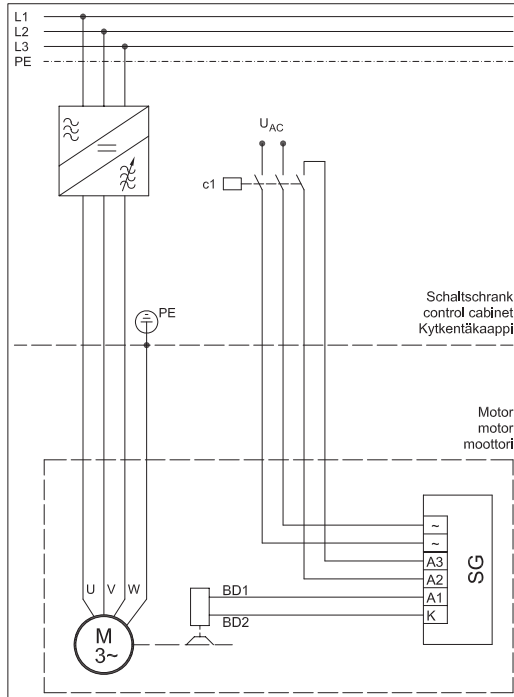 L1
L2
L3
PE
UAC
c1
PE
Schaltschrank
control cabinet
Kytkentäkaappi
Motor
motor
moottori
~
~
A3
A2
A1
K
SG
U V W
BD1
BD2
M
3~